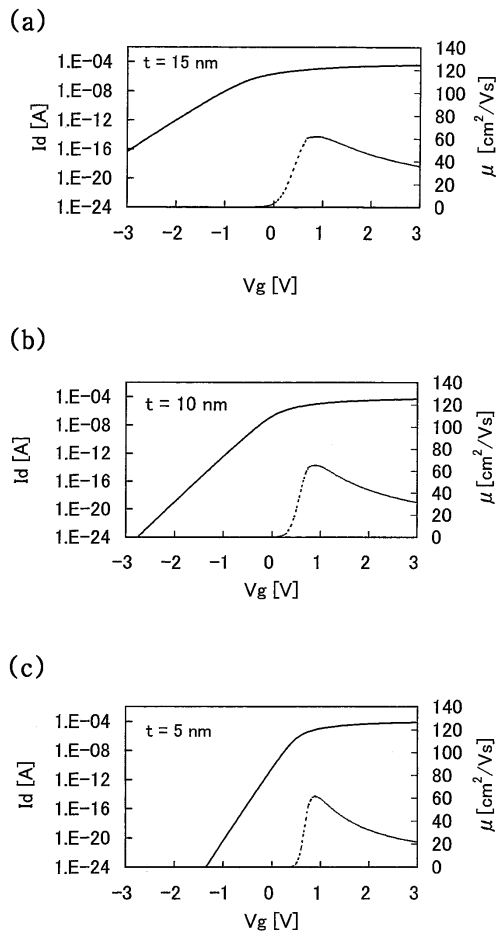 (a)
t = 15 nm
Id [A]
1.E−04
1.E−08
1.E−12
1.E−16
1.E−20
1.E−24
140
120
100
80
60
40
20
0
μ [cm²/Vs]
−3 −2 −1 0 1 2 3
Vg [V]
(b)
t = 10 nm
Id [A]
1.E−04
1.E−08
1.E−12
1.E−16
1.E−20
1.E−24
140
120
100
80
60
40
20
0
μ [cm²/Vs]
−3 −2 −1 0 1 2 3
Vg [V]
(c)
t = 5 nm
Id [A]
1.E−04
1.E−08
1.E−12
1.E−16
1.E−20
1.E−24
140
120
100
80
60
40
20
0
μ [cm²/Vs]
−3 −2 −1 0 1 2 3
Vg [V]